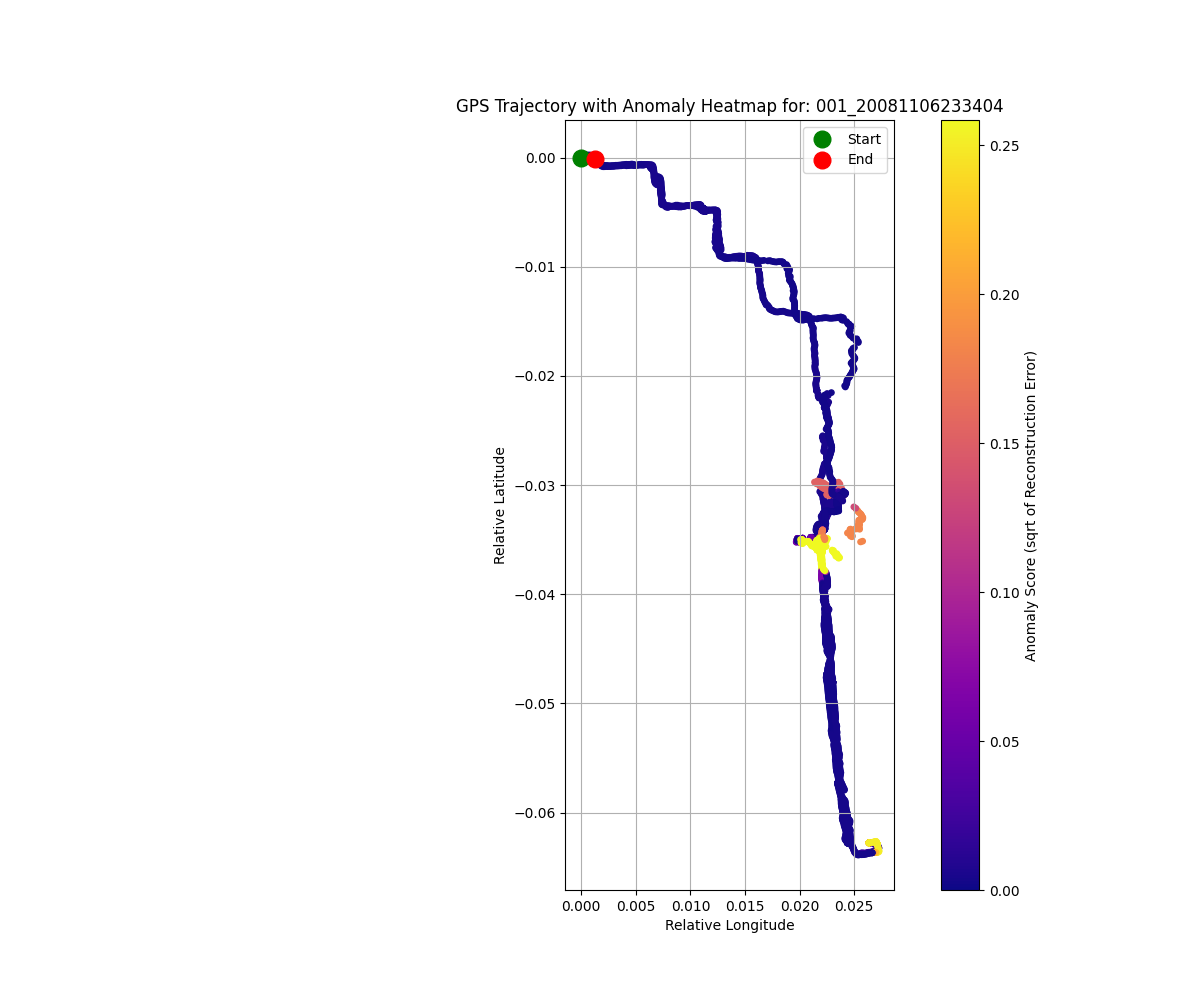 GPS Trajectory with Anomaly Heatmap for: 001_20081106233404
Start
End
0.00
−0.01
−0.02
−0.03
−0.04
−0.05
−0.06
Relative Latitude
0.000 0.005 0.010 0.015 0.020 0.025
Relative Longitude
0.25
0.20
0.15
0.10
0.05
0.00
Anomaly Score (sqrt of Reconstruction Error)